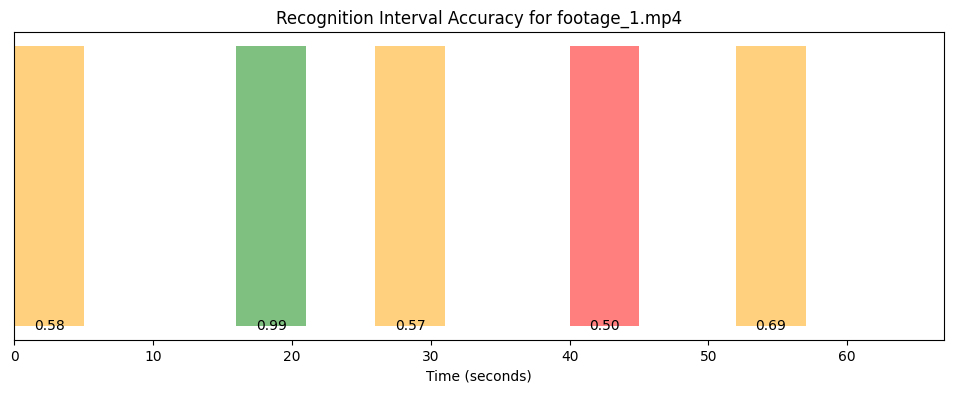 Recognition Interval Accuracy for footage_1.mp4
0.58 0.99 0.57 0.50 0.69
0 10 20 30 40 50 60
Time (seconds)